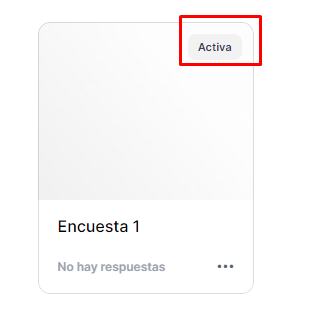 Activa
Encuesta 1
No hay respuestas